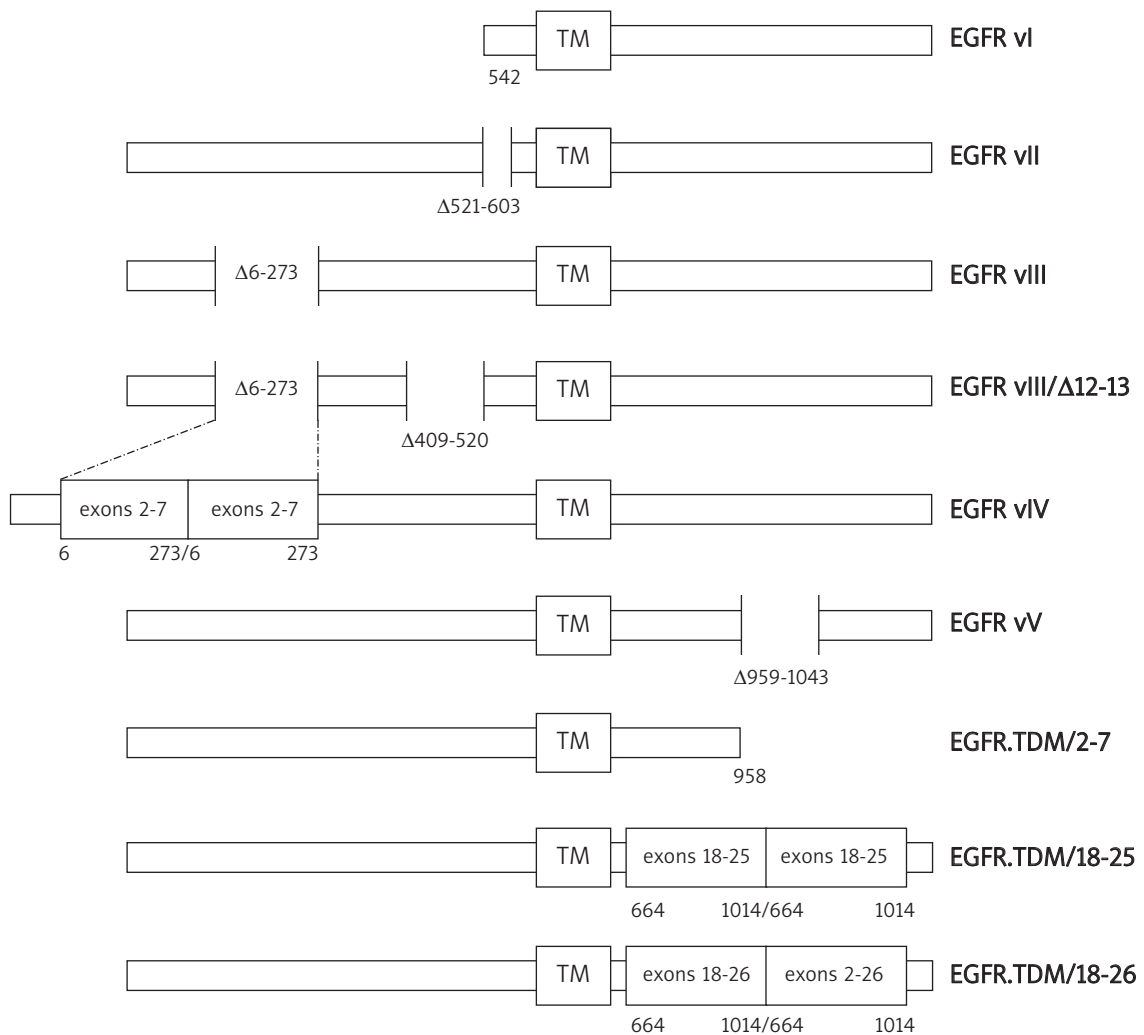 TM EGFR vI
542
TM EGFR vII
Δ521-603
Δ6-273 TM EGFR vIII
Δ6-273 TM EGFR vIII/Δ12-13
Δ409-520
exons 2-7 exons 2-7 TM EGFR vIV
6 273/6 273
TM EGFR vV
Δ959-1043
TM EGFR.TDM/2-7
958
TM exons 18-25 exons 18-25 EGFR.TDM/18-25
664 1014/664 1014
TM exons 18-26 exons 2-26 EGFR.TDM/18-26
664 1014/664 1014